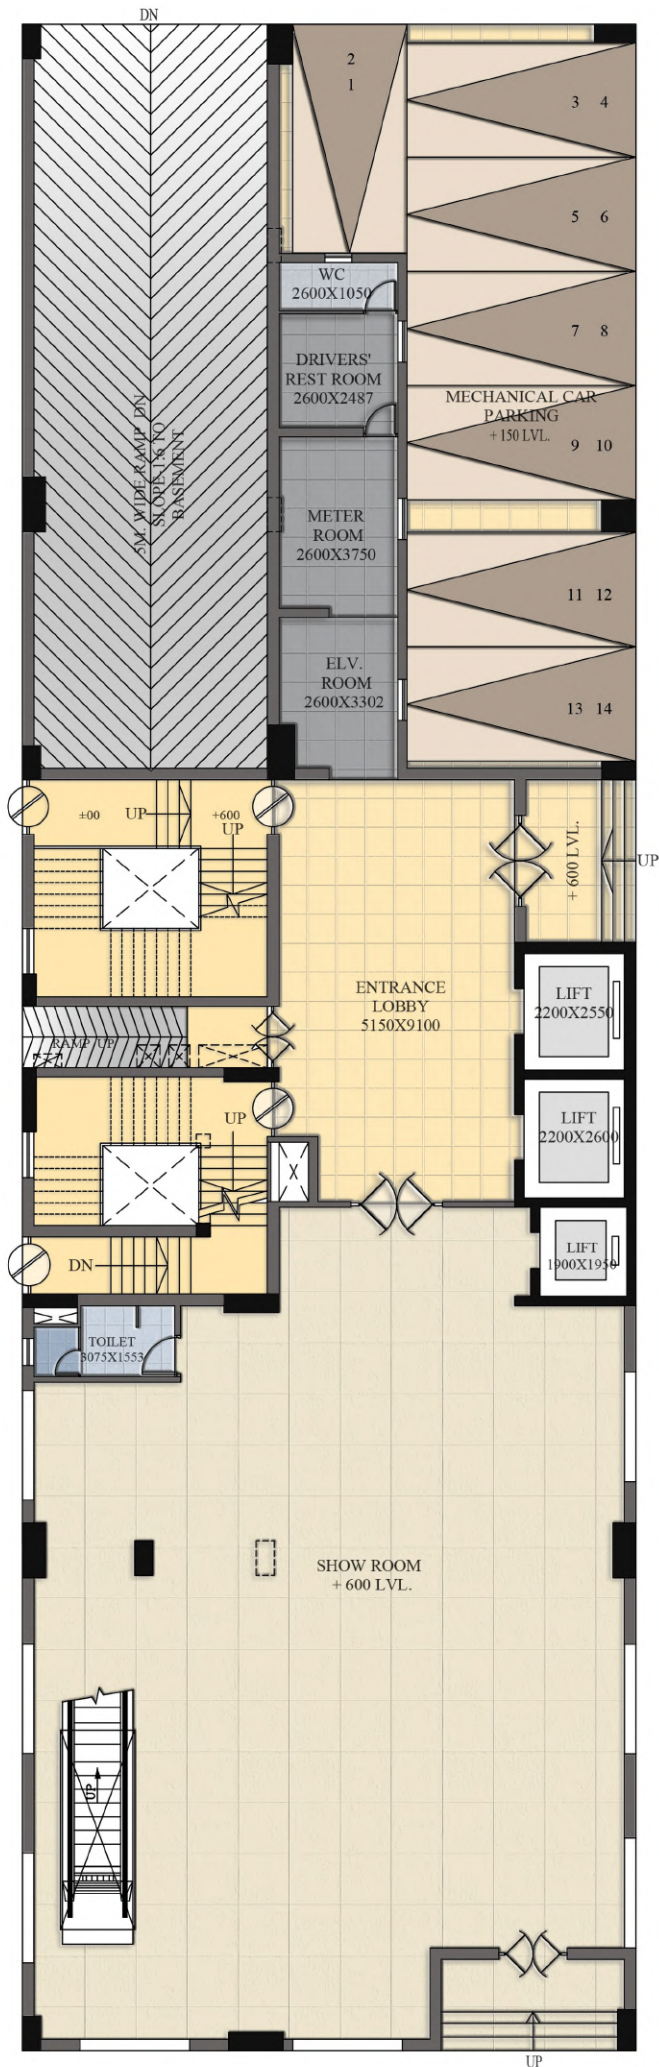 DN
2
1
3 4
5 6
7 8
9 10
WC
2600X1050
DRIVERS'
REST ROOM
2600X2487
MECHANICAL CAR
PARKING
+ 150 LVL.
5M. WIDE RAMP DN
SLOPE 1:6 TO
BASEMENT
METER
ROOM
2600X3750
11 12
ELV.
ROOM
2600X3302
13 14
±00
UP
+600
UP
+ 600 LVL.
UP
ENTRANCE
LOBBY
5150X9100
LIFT
2200X2550
RAMP UP
UP
LIFT
2200X2600
DN
LIFT
1900X1950
TOILET
3075X1553
SHOW ROOM
+ 600 LVL.
UP
UP